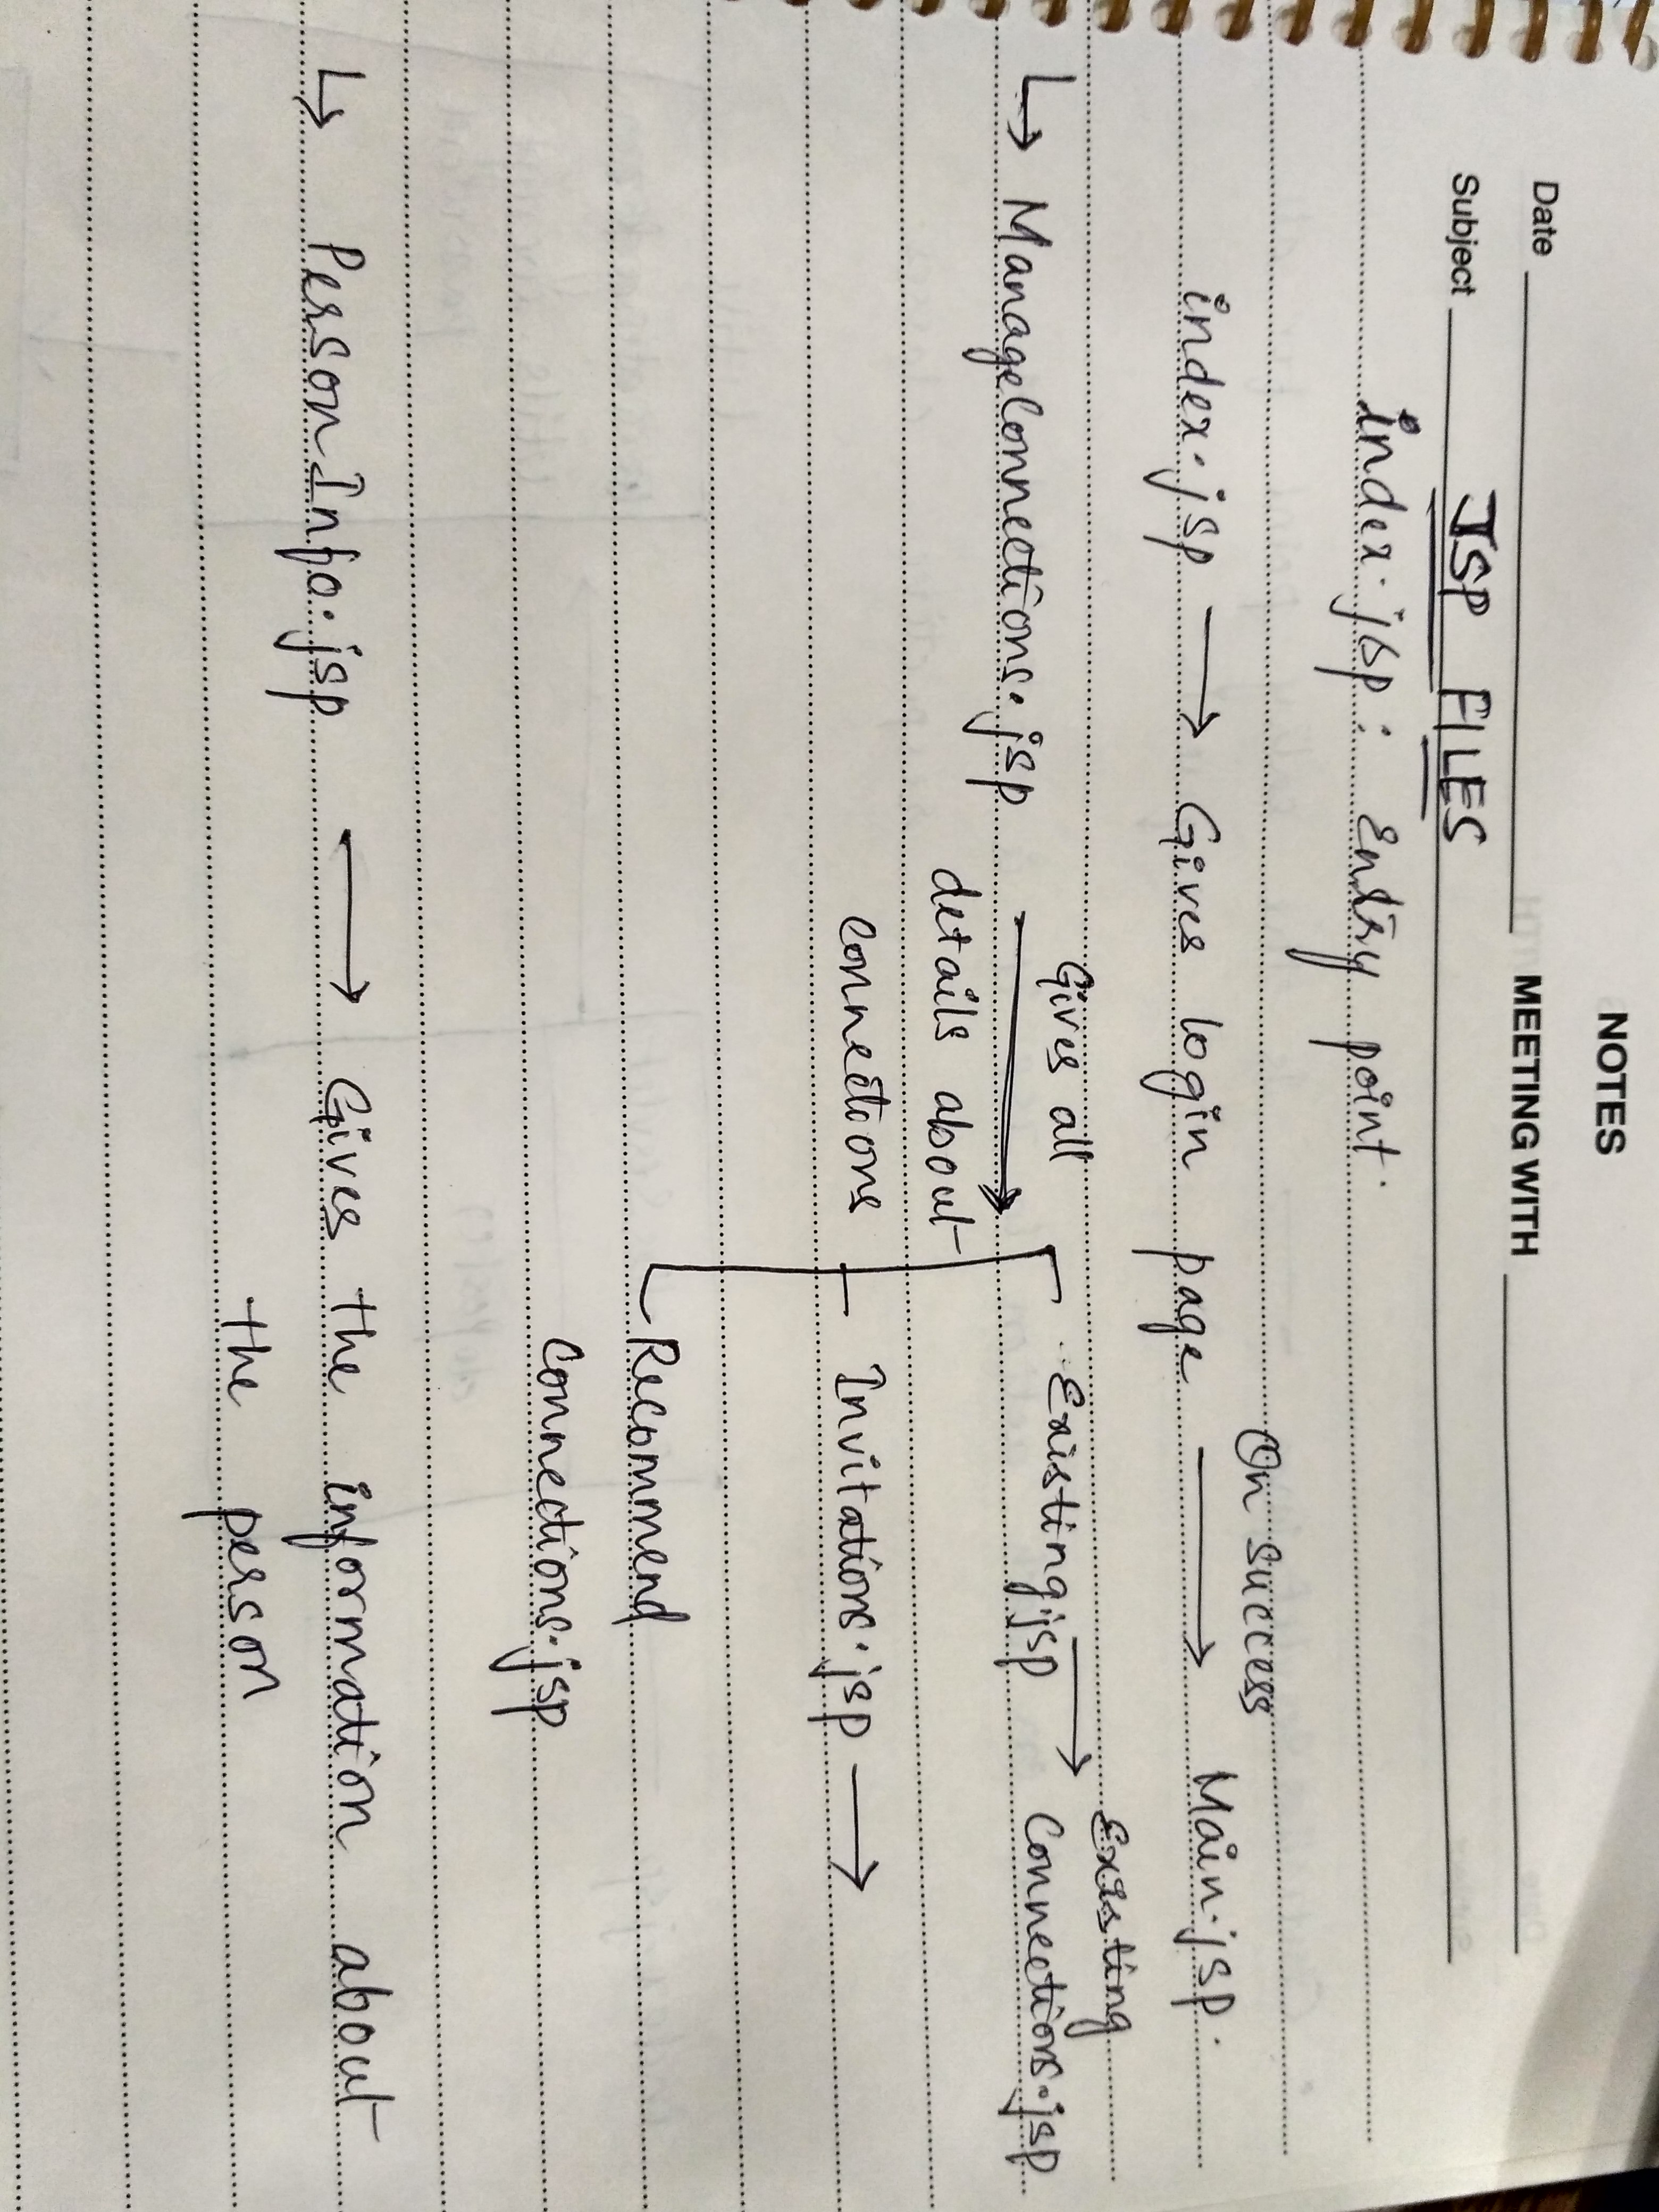 NOTES
Date MEETING WITH
Subject JSP FILES
index.jsp : Entry point.
On Success
index.jsp → Gives login page → Main.jsp.
Existing
Gives all Existing.jsp →
↳ ManageConnections.jsp → Connections.jsp
details about
connections Invitations.jsp →
Recommend
Connections.jsp
↳ PersonInfo.jsp → Gives the information about
the person